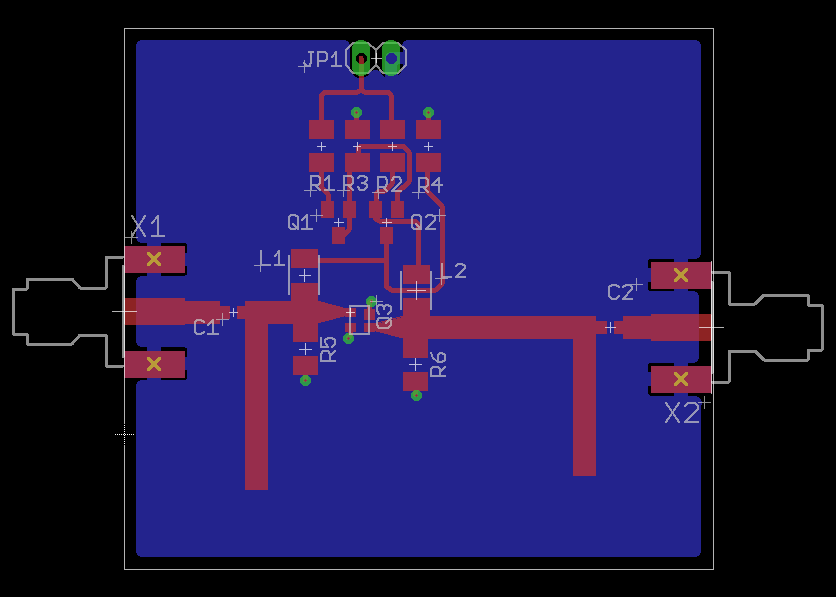 JP1
R1 R3 R2 R4
Q1 Q2
X1
L1 L2
C2
C1 Q3
R5 R6
X2